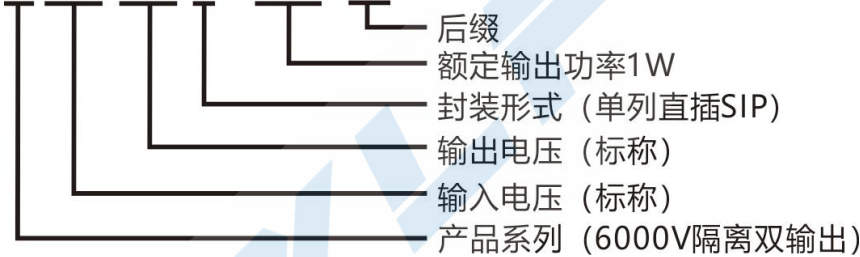 后缀
额定输出功率1W
封装形式（单列直插SIP）
输出电压（标称）
输入电压（标称）
产品系列（6000V隔离双输出）